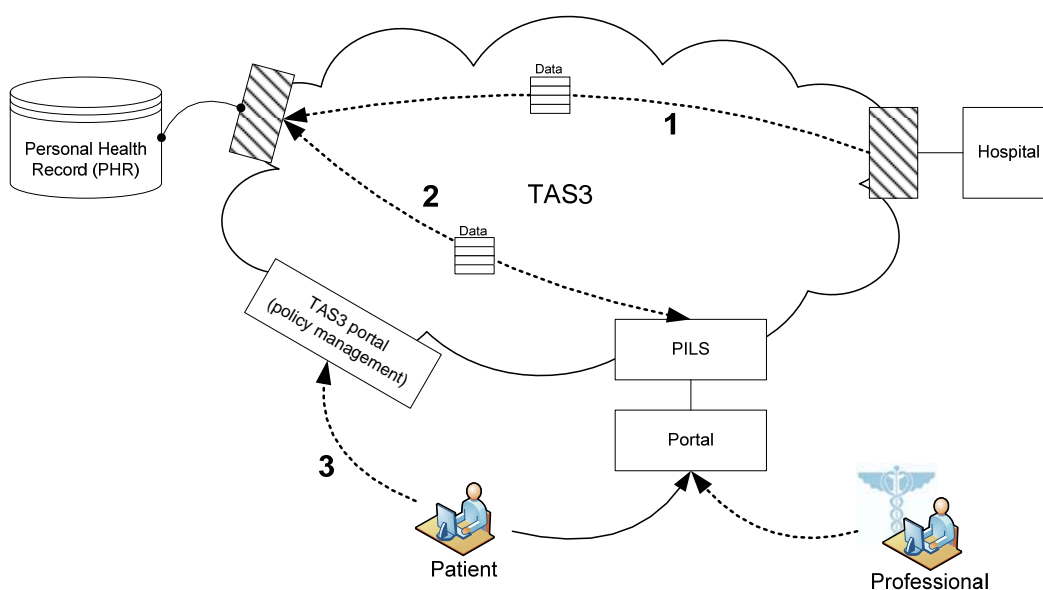 Data
1
Personal Health
Record (PHR)
Hospital
2
TAS3
Data
TAS3 portal
(policy management)
PILS
Portal
3
Patient
Professional